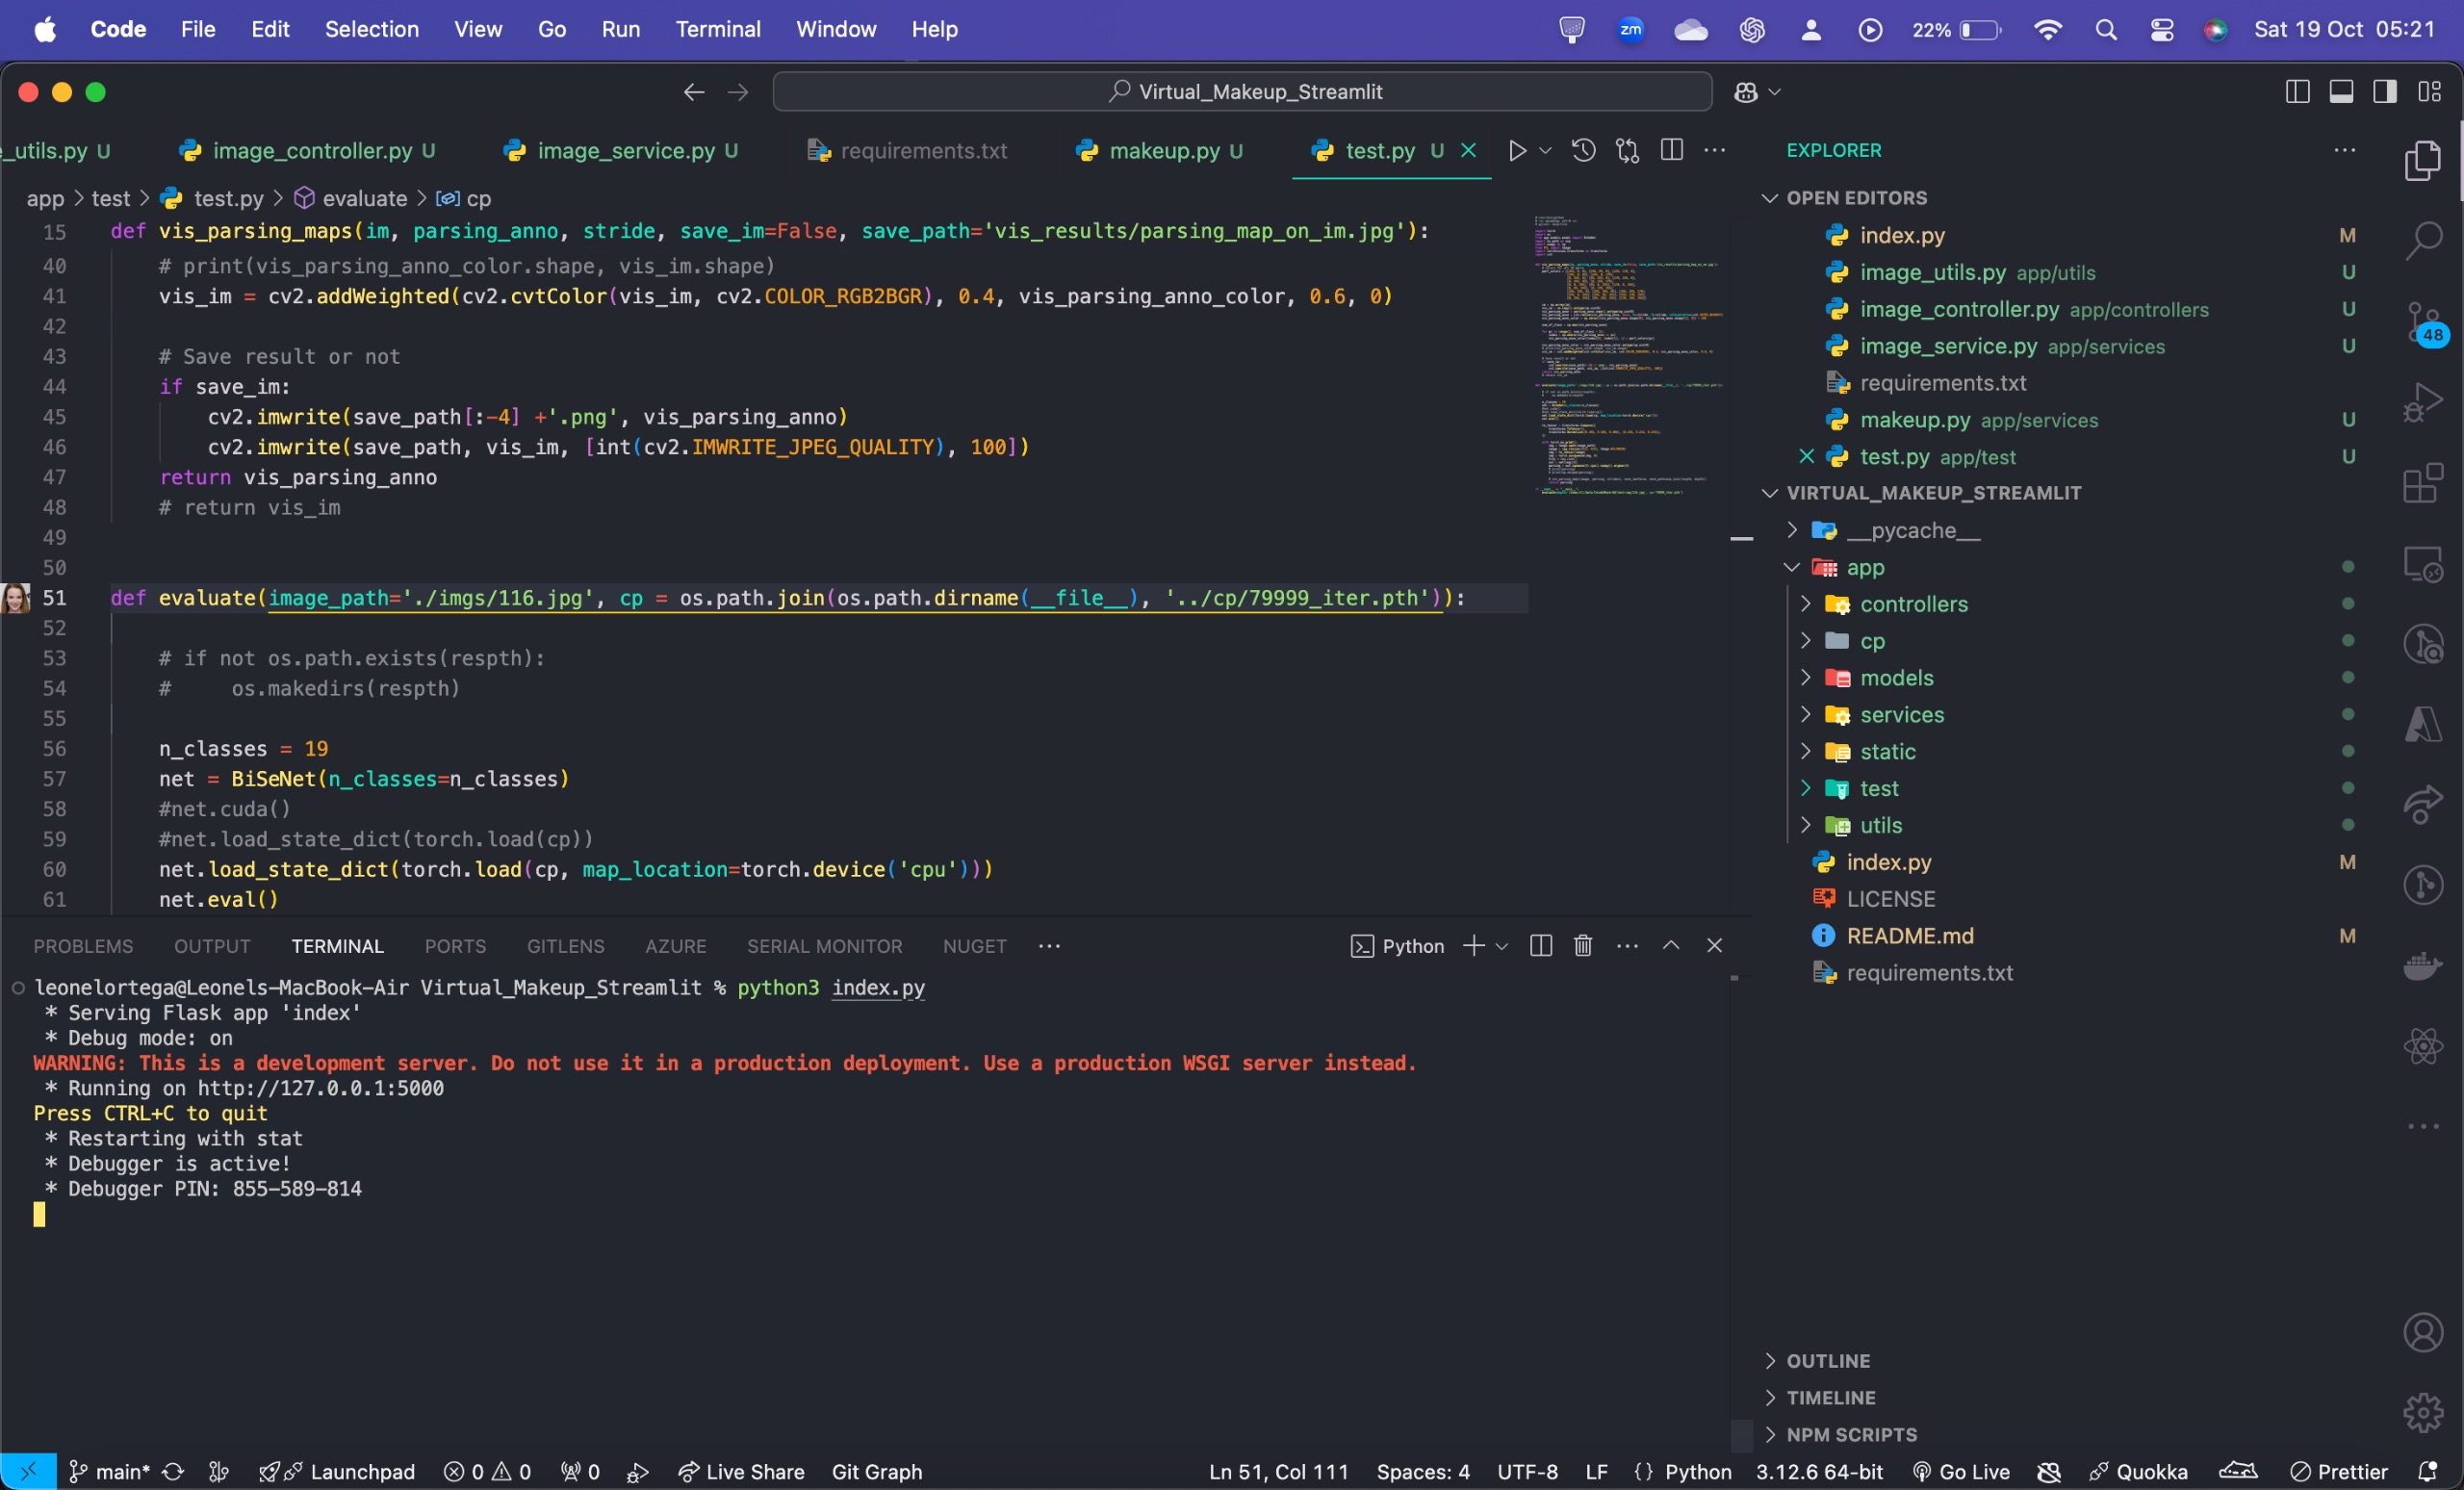 Code File Edit Selection View Go Run Terminal Window Help zm 22% Sat 19 Oct 05:21
Virtual_Makeup_Streamlit
_utils.py U image_controller.py U image_service.py U requirements.txt makeup.py U test.py U
app > test > test.py > evaluate > cp
15 def vis_parsing_maps(im, parsing_anno, stride, save_im=False, save_path='vis_results/parsing_map_on_im.jpg'):
40 # print(vis_parsing_anno_color.shape, vis_im.shape)
41 vis_im = cv2.addWeighted(cv2.cvtColor(vis_im, cv2.COLOR_RGB2BGR), 0.4, vis_parsing_anno_color, 0.6, 0)
42
43 # Save result or not
44 if save_im:
45 cv2.imwrite(save_path[:-4] +'.png', vis_parsing_anno)
46 cv2.imwrite(save_path, vis_im, [int(cv2.IMWRITE_JPEG_QUALITY), 100])
47 return vis_parsing_anno
48 # return vis_im
49
50
51 def evaluate(image_path='./imgs/116.jpg', cp = os.path.join(os.path.dirname(__file__), '../cp/79999_iter.pth')):
52
53 # if not os.path.exists(respth):
54 # os.makedirs(respth)
55
56 n_classes = 19
57 net = BiSeNet(n_classes=n_classes)
58 #net.cuda()
59 #net.load_state_dict(torch.load(cp))
60 net.load_state_dict(torch.load(cp, map_location=torch.device('cpu')))
61 net.eval()
PROBLEMS OUTPUT TERMINAL PORTS GITLENS AZURE SERIAL MONITOR NUGET Python
leonelortega@Leonels-MacBook-Air Virtual_Makeup_Streamlit % python3 index.py
* Serving Flask app 'index'
* Debug mode: on
WARNING: This is a development server. Do not use it in a production deployment. Use a production WSGI server instead.
* Running on http://127.0.0.1:5000
Press CTRL+C to quit
* Restarting with stat
* Debugger is active!
* Debugger PIN: 855-589-814
EXPLORER
OPEN EDITORS
index.py M
image_utils.py app/utils U
image_controller.py app/controllers U
image_service.py app/services U
requirements.txt
makeup.py app/services U
test.py app/test U
VIRTUAL_MAKEUP_STREAMLIT
__pycache__
app
controllers
cp
models
services
static
test
utils
index.py M
LICENSE
README.md M
requirements.txt
OUTLINE
TIMELINE
NPM SCRIPTS
48
main* Launchpad 0 0 0 Live Share Git Graph Ln 51, Col 111 Spaces: 4 UTF-8 LF {} Python 3.12.6 64-bit Go Live Quokka Prettier